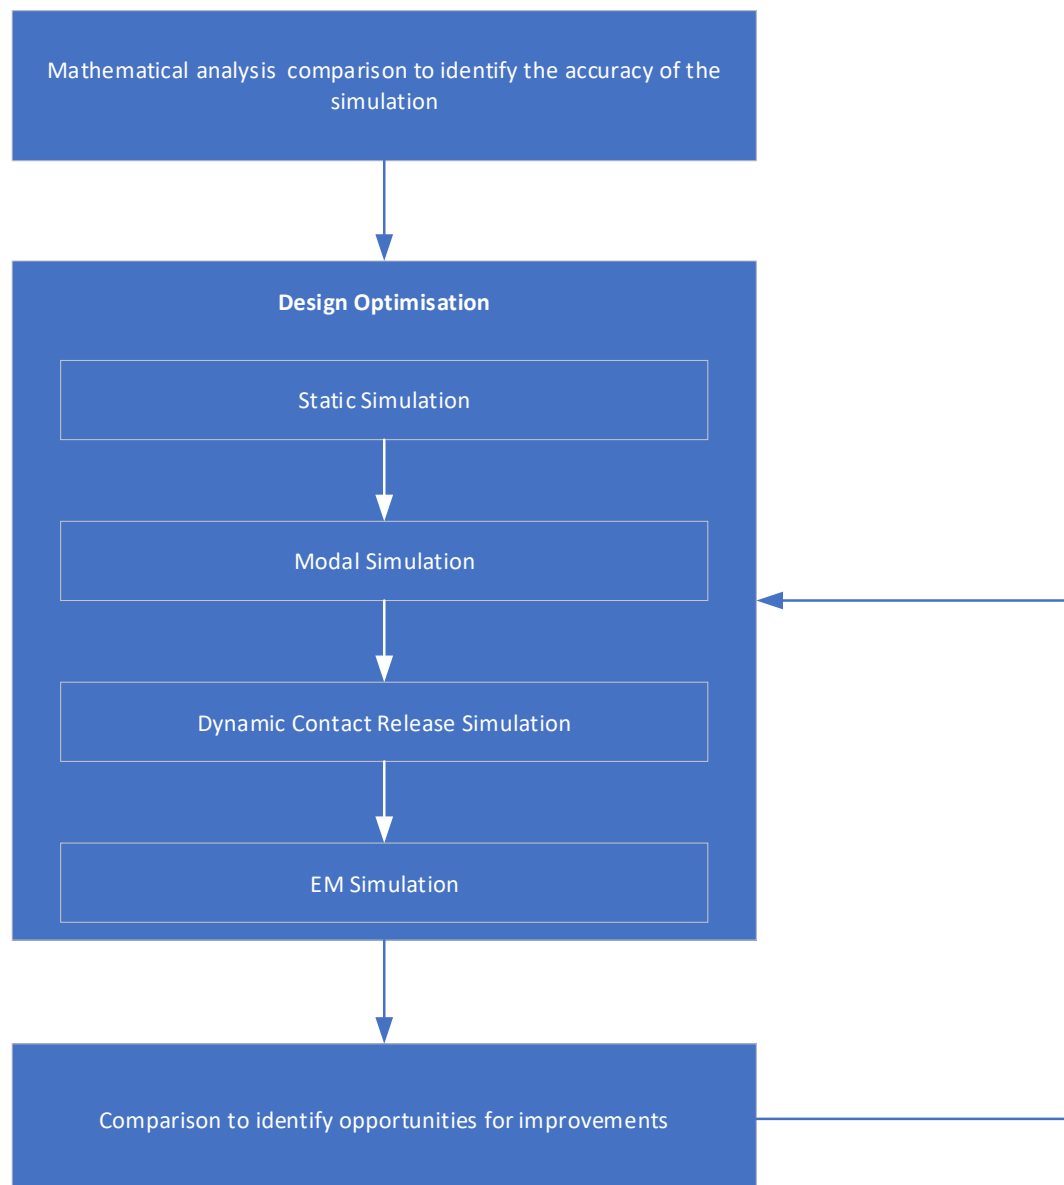 Mathematical analysis  comparison to identify the accuracy of the
simulation
Design Optimisation
Static Simulation
Modal Simulation
Dynamic Contact Release Simulation
EM Simulation
Comparison to identify opportunities for improvements